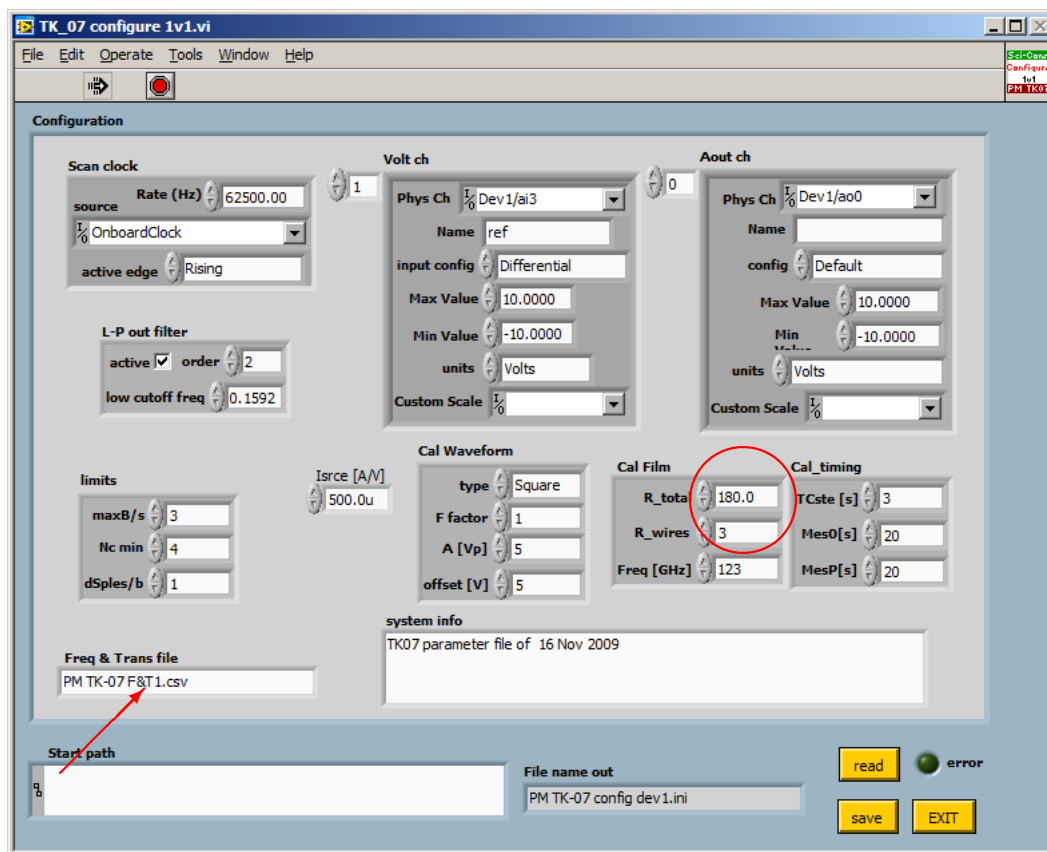 TK_07 configure 1v1.vi
File Edit Operate Tools Window Help
Configura
1v1
PM TK07
Configuration
Scan clock
Rate (Hz) 62500.00
source
OnboardClock
active edge Rising
L-P out filter
active order 2
low cutoff freq 0.1592
1
Volt ch
Phys Ch Dev1/ai3
Name ref
input config Differential
Max Value 10.0000
Min Value -10.0000
units Volts
Custom Scale
0
Aout ch
Phys Ch Dev1/ao0
Name
config Default
Max Value 10.0000
Min -10.0000
units Volts
Custom Scale
limits
maxB/s 3
Nc min 4
dSples/b 1
Isrce [A/V]
500.0u
Cal Waveform
type Square
F factor 1
A [Vp] 5
offset [V] 5
Cal Film
R_total 180.0
R_wires 3
Freq [GHz] 123
Cal_timing
TCste [s] 3
Mes0[s] 20
MesP[s] 20
Freq & Trans file
PM TK-07 F&T1.csv
system info
TK07 parameter file of 16 Nov 2009
Start path
File name out
PM TK-07 config dev1.ini
read
error
save
EXIT